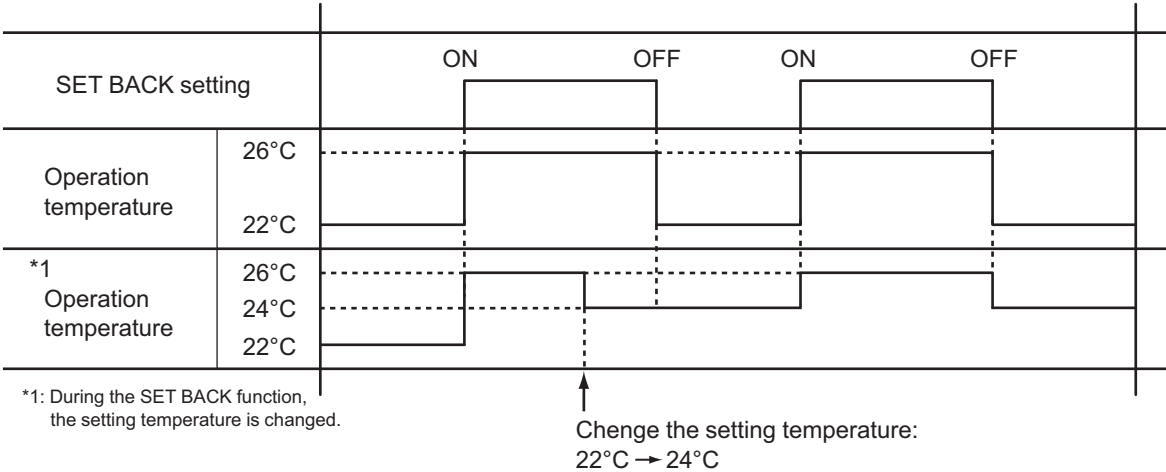 ON OFF ON OFF
SET BACK setting
26°C
Operation
temperature
22°C
*1
26°C
Operation
24°C
temperature
22°C
*1: During the SET BACK function,
the setting temperature is changed.
Chenge the setting temperature:
22°C → 24°C